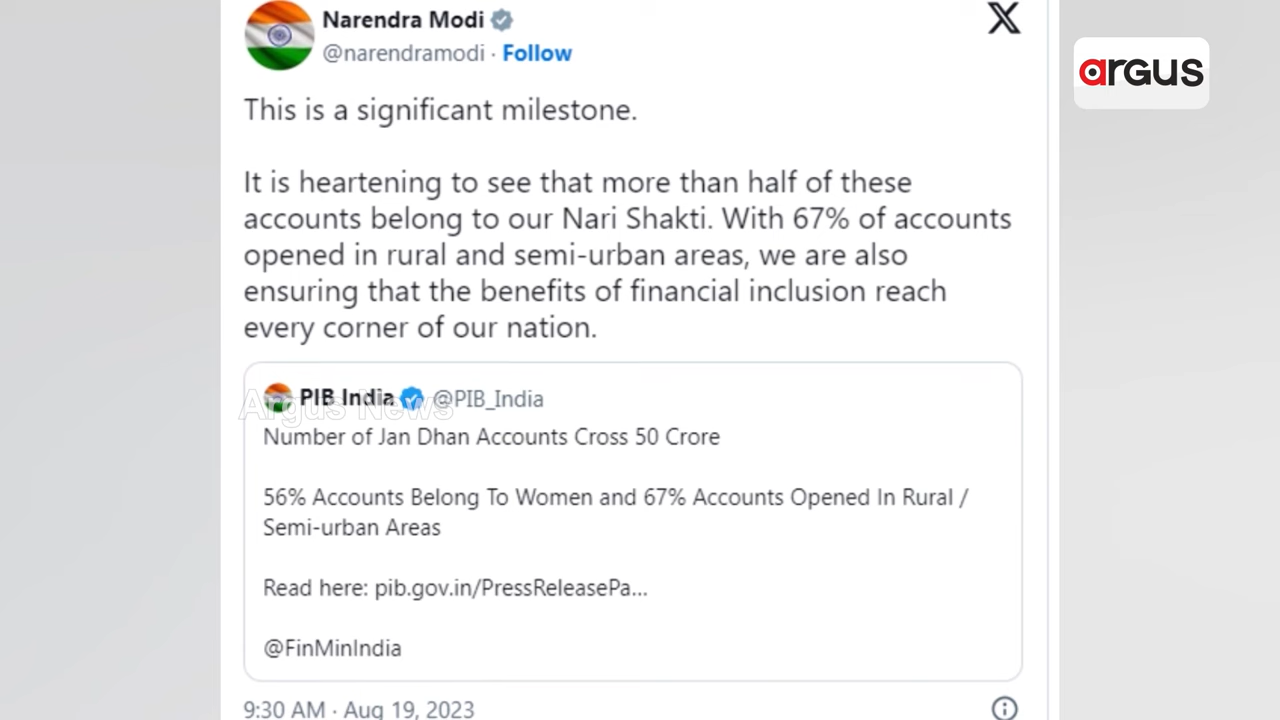 Narendra Modi
@narendramodi · Follow
X
argus
This is a significant milestone.
It is heartening to see that more than half of these
accounts belong to our Nari Shakti. With 67% of accounts
opened in rural and semi-urban areas, we are also
ensuring that the benefits of financial inclusion reach
every corner of our nation.
PIB India @PIB_India
Argus News
Number of Jan Dhan Accounts Cross 50 Crore
56% Accounts Belong To Women and 67% Accounts Opened In Rural /
Semi-urban Areas
Read here: pib.gov.in/PressReleasePa...
@FinMinIndia
9:30 AM · Aug 19, 2023